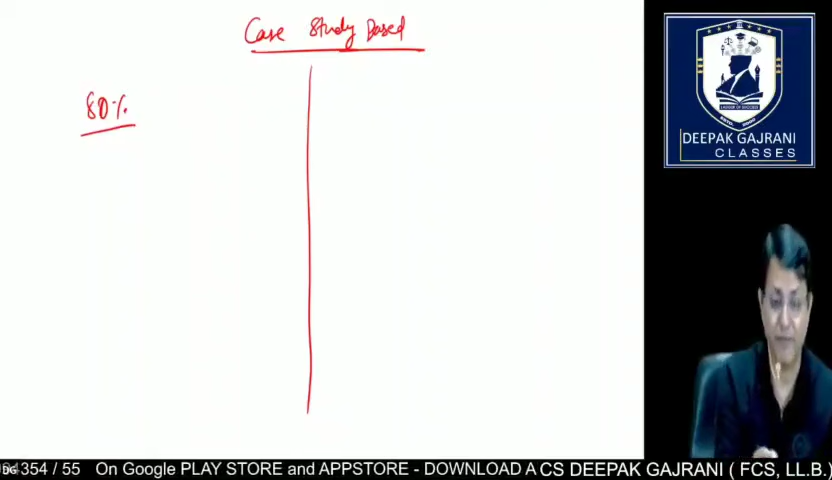 Case Study Based
80%
DEEPAK GAJRANI
CLASSES
354 / 55 On Google PLAY STORE and APPSTORE - DOWNLOAD A CS DEEPAK GAJRANI ( FCS, LL.B.)